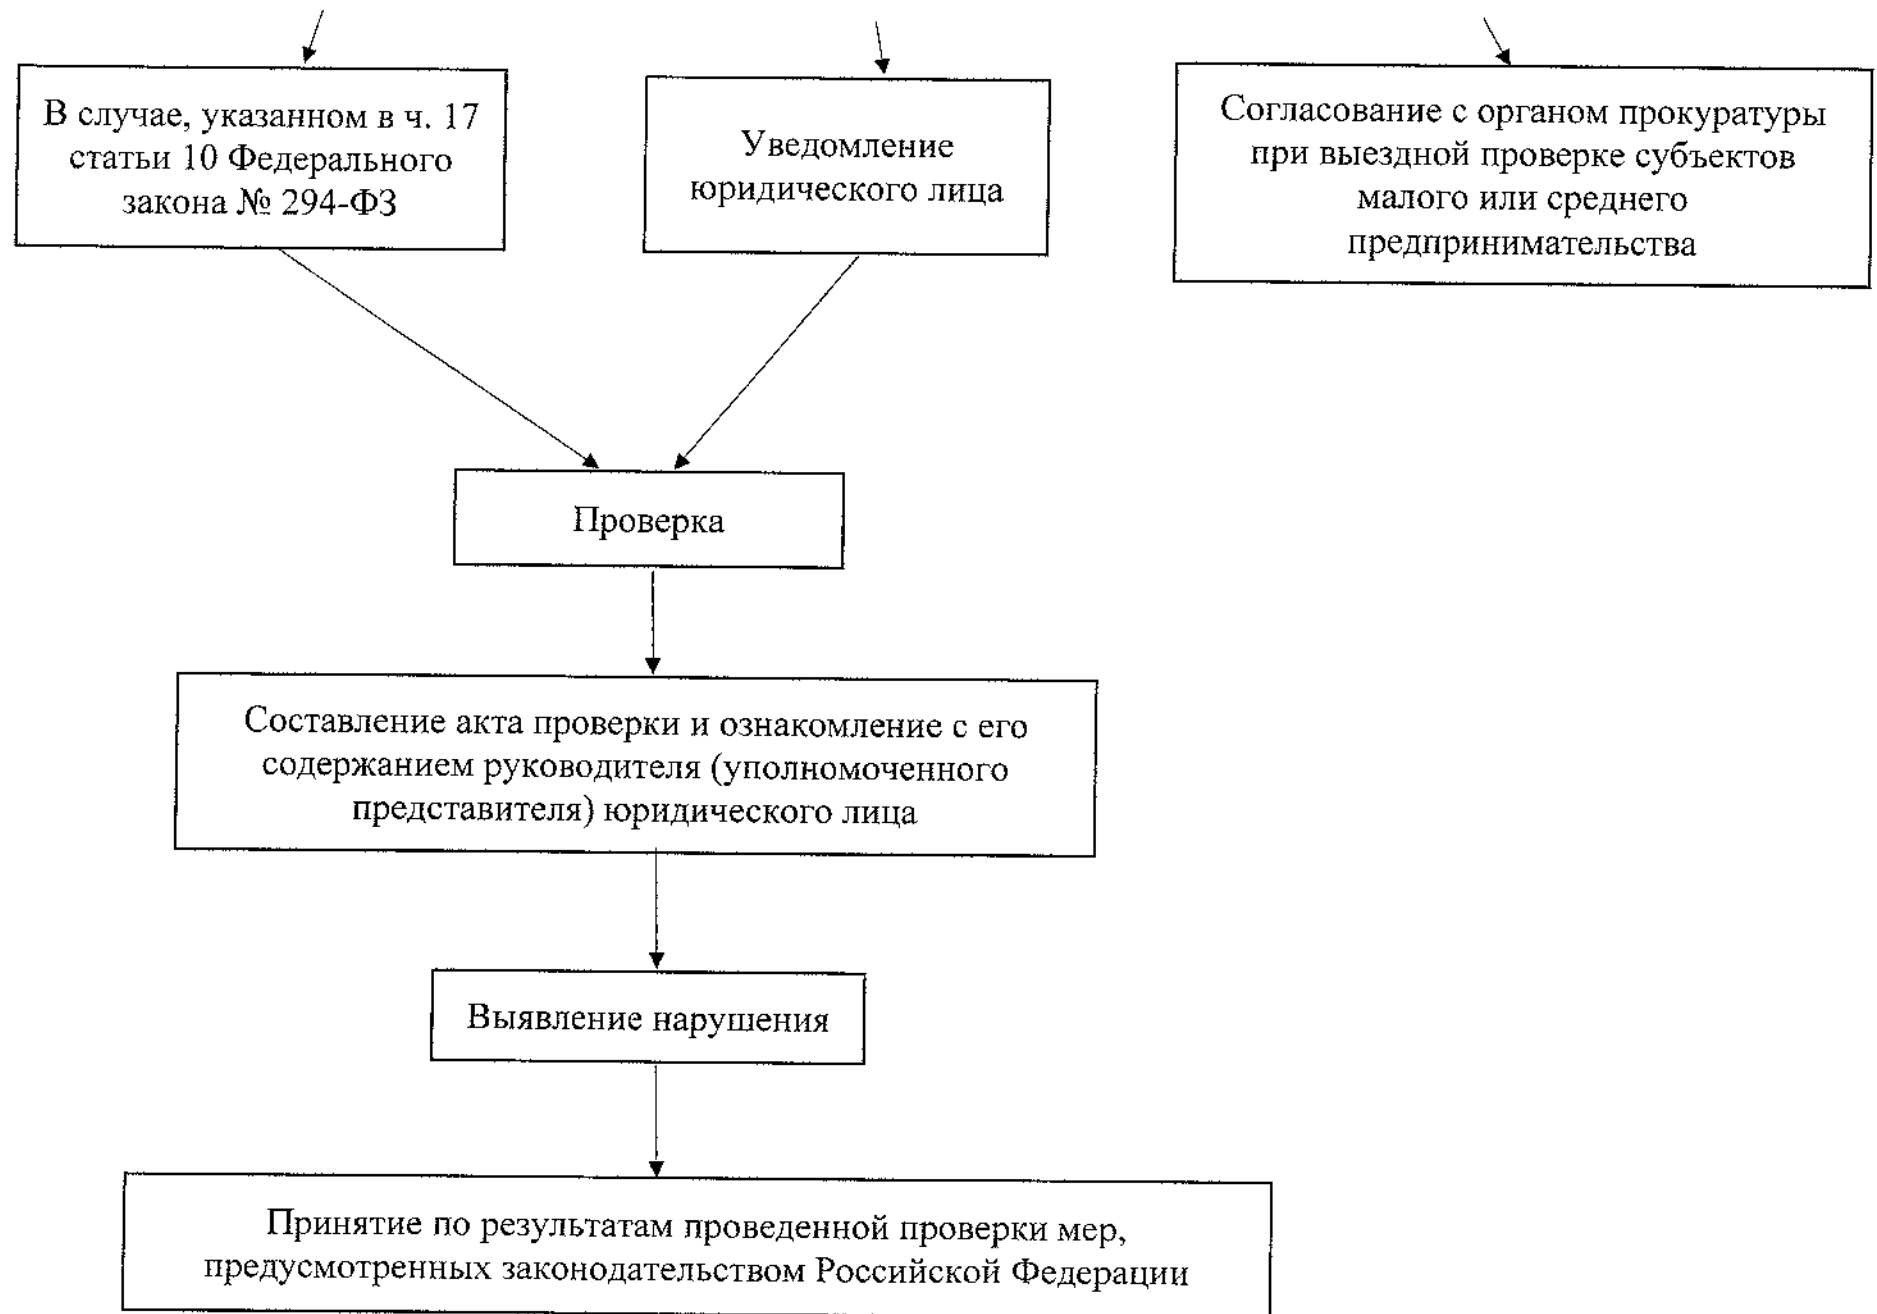 В случае, указанном в ч. 17
статьи 10 Федерального
закона № 294-ФЗ
Уведомление
юридического лица
Согласование с органом прокуратуры
при выездной проверке субъектов
малого или среднего
предпринимательства
Проверка
Составление акта проверки и ознакомление с его
содержанием руководителя (уполномоченного
представителя) юридического лица
Выявление нарушения
Принятие по результатам проведенной проверки мер,
предусмотренных законодательством Российской Федерации